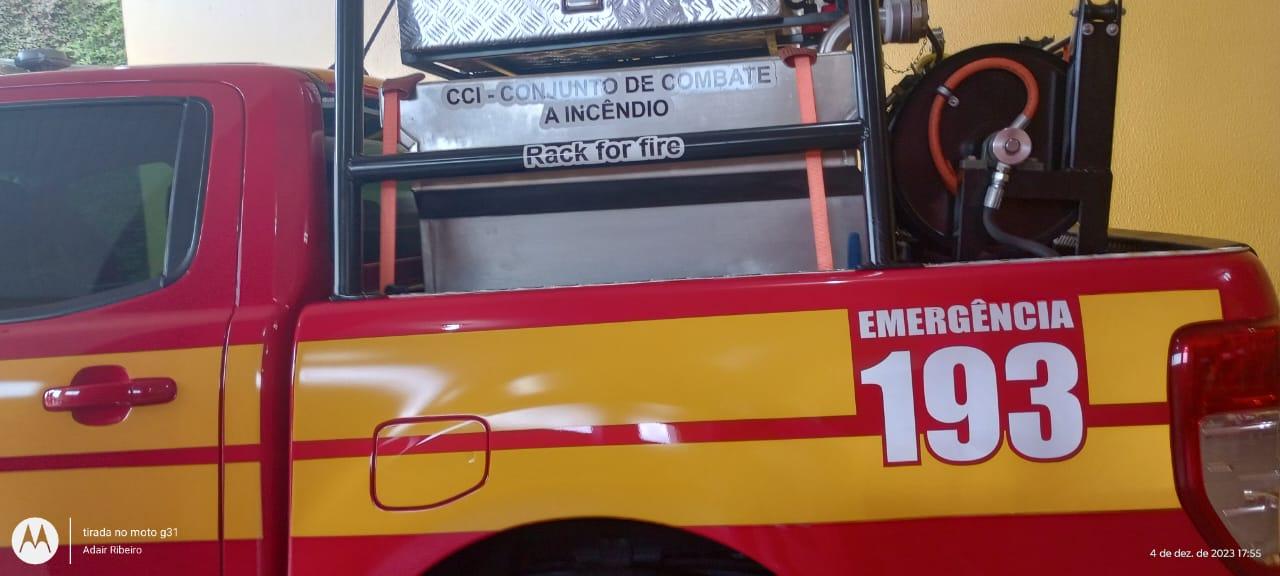 CCI - CONJUNTO DE COMBATE
A INCÊNDIO
Rack for fire
EMERGÊNCIA
193
tirada no moto g31
Adair Ribeiro
4 de dez. de 2023 17:55